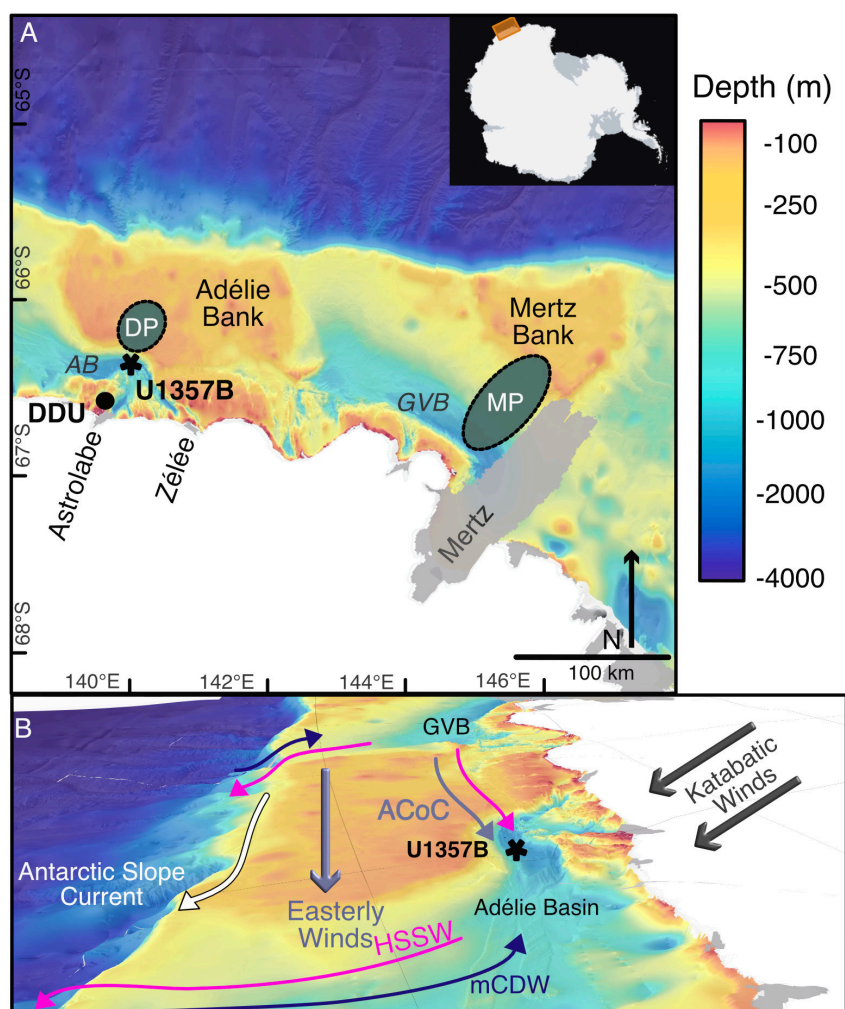 A
Depth (m)
-100
-250
-500
-750
-1000
-2000
-4000
65°S
66°S
67°S
68°S
Adélie
Bank
Mertz
Bank
DP
AB
U1357B
GVB
MP
DDU
Astrolabe
Zélée
Mertz
N
100 km
140°E
142°E
144°E
146°E
B
GVB
Katabatic
Winds
ACoC
U1357B
Antarctic Slope
Current
Easterly
Winds
HSSW
Adélie Basin
mCDW